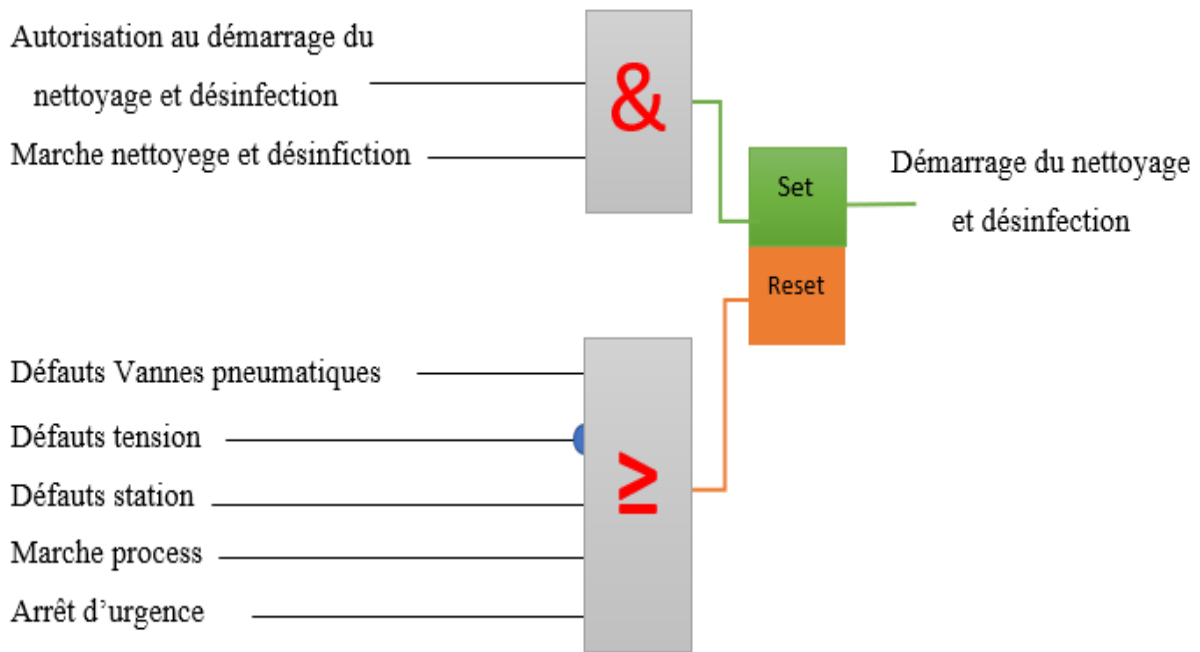 Autorisation au démarrage du
nettoyage et désinfection
Marche nettoyege et désinfiction
&
Set
Démarrage du nettoyage
et désinfection
Reset
Défauts Vannes pneumatiques
Défauts tension
Défauts station
Marche process
Arrêt d’urgence
≥